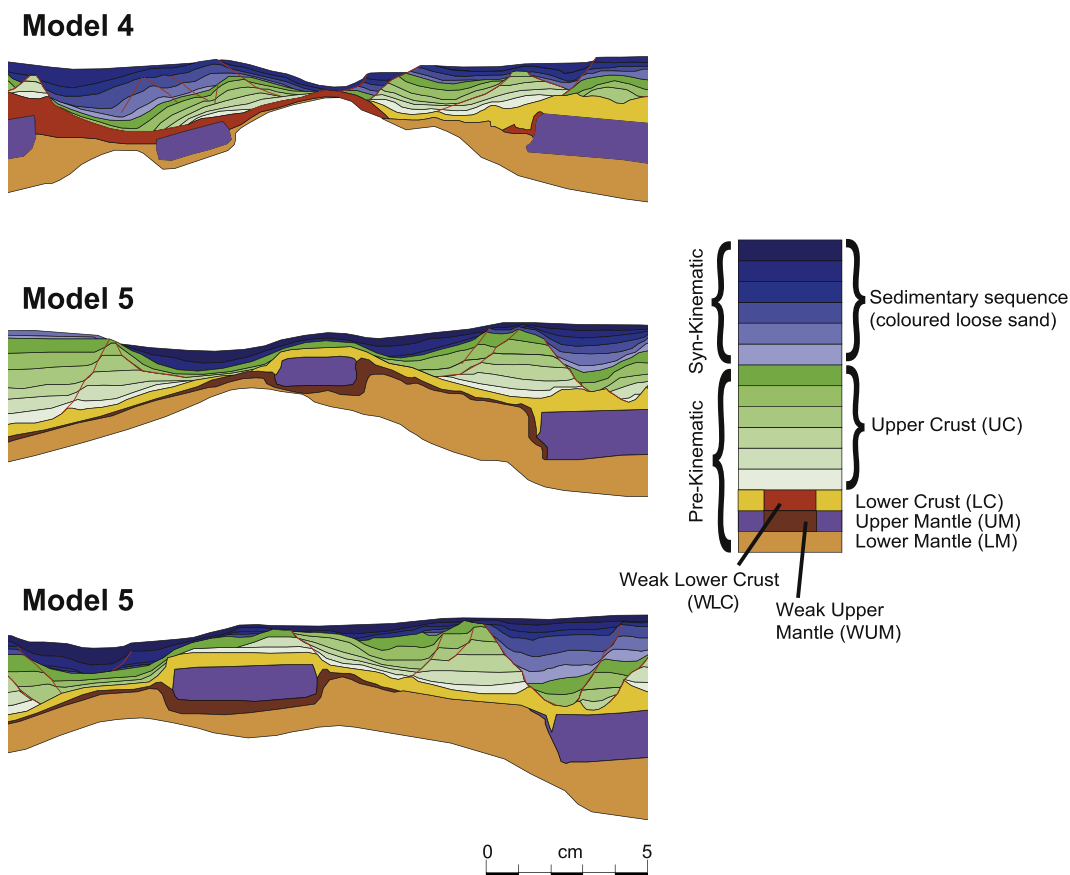 Model 4
Model 5
Model 5
Syn-Kinematic
Pre-Kinematic
Sedimentary sequence
(coloured loose sand)
Upper Crust (UC)
Lower Crust (LC)
Upper Mantle (UM)
Lower Mantle (LM)
Weak Lower Crust
(WLC)
Weak Upper
Mantle (WUM)
0 cm 5